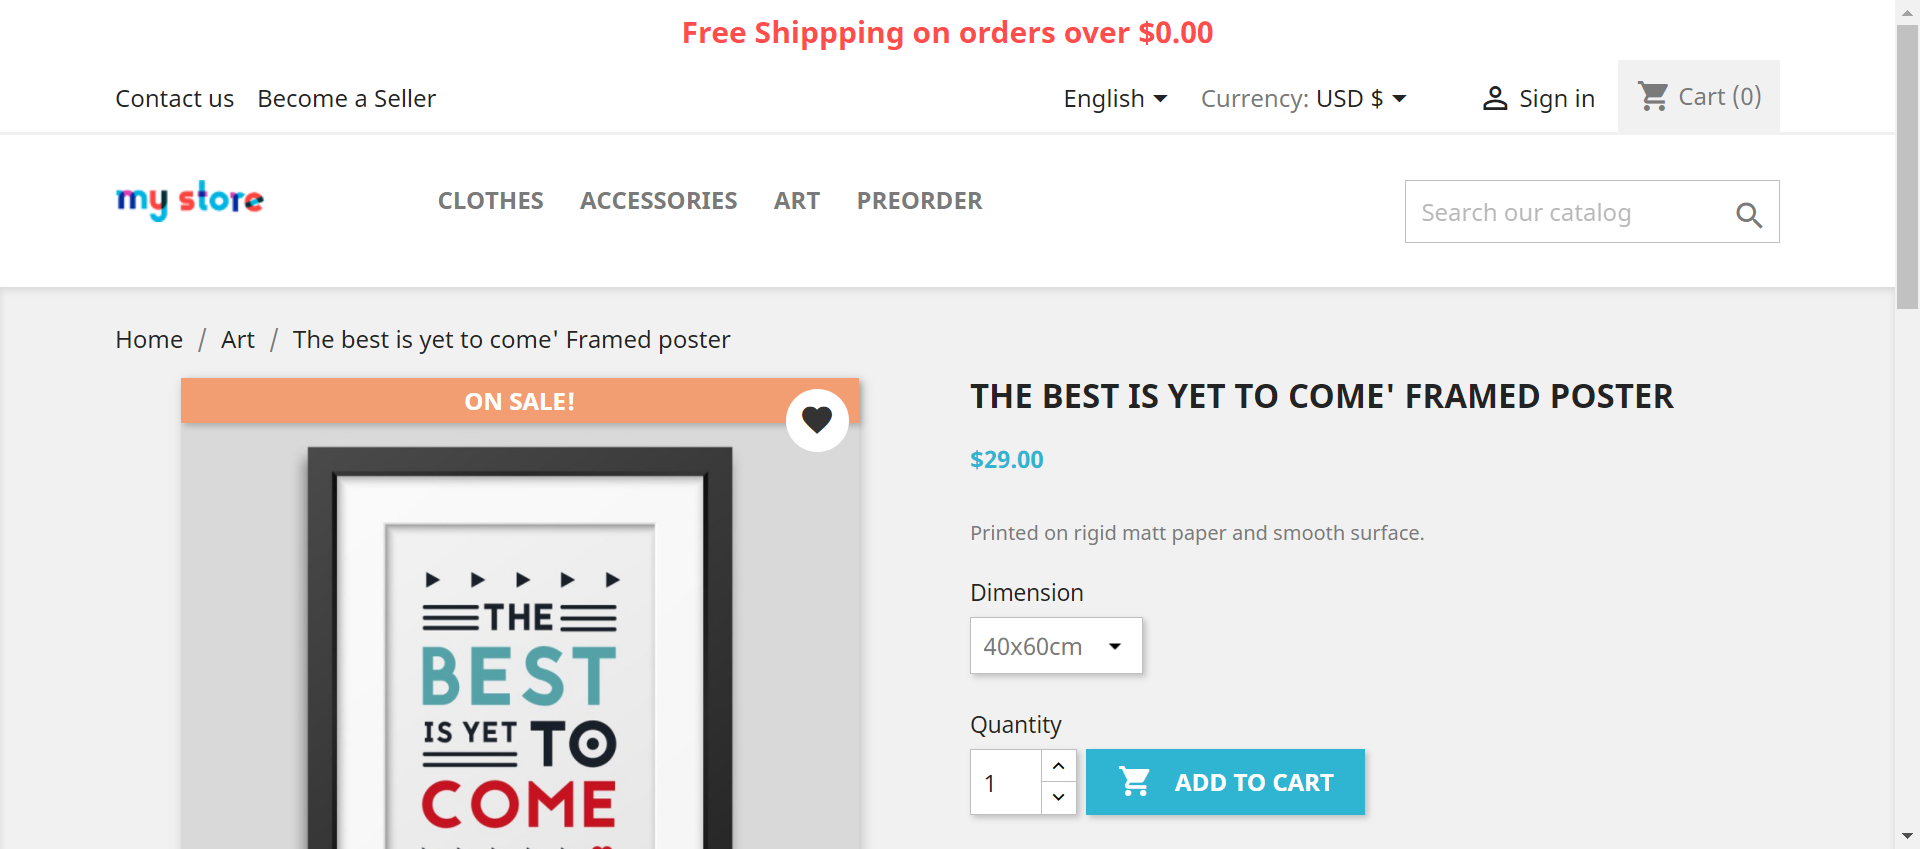 Free Shippping on orders over $0.00
Contact us Become a Seller English Currency: USD $ Sign in Cart (0)
my store CLOTHES ACCESSORIES ART PREORDER Search our catalog
Home / Art / The best is yet to come' Framed poster
ON SALE!
THE
BEST
IS YET TO
COME
THE BEST IS YET TO COME' FRAMED POSTER
$29.00
Printed on rigid matt paper and smooth surface.
Dimension
40x60cm
Quantity
1 ADD TO CART